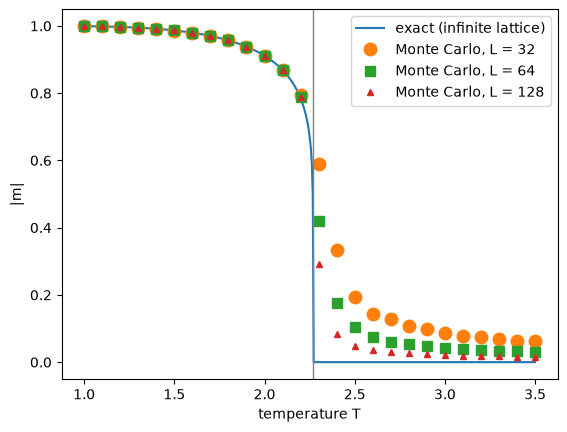 exact (infinite lattice)
Monte Carlo, L = 32
Monte Carlo, L = 64
Monte Carlo, L = 128
|m|
1.0
0.8
0.6
0.4
0.2
0.0
1.0 1.5 2.0 2.5 3.0 3.5
temperature T